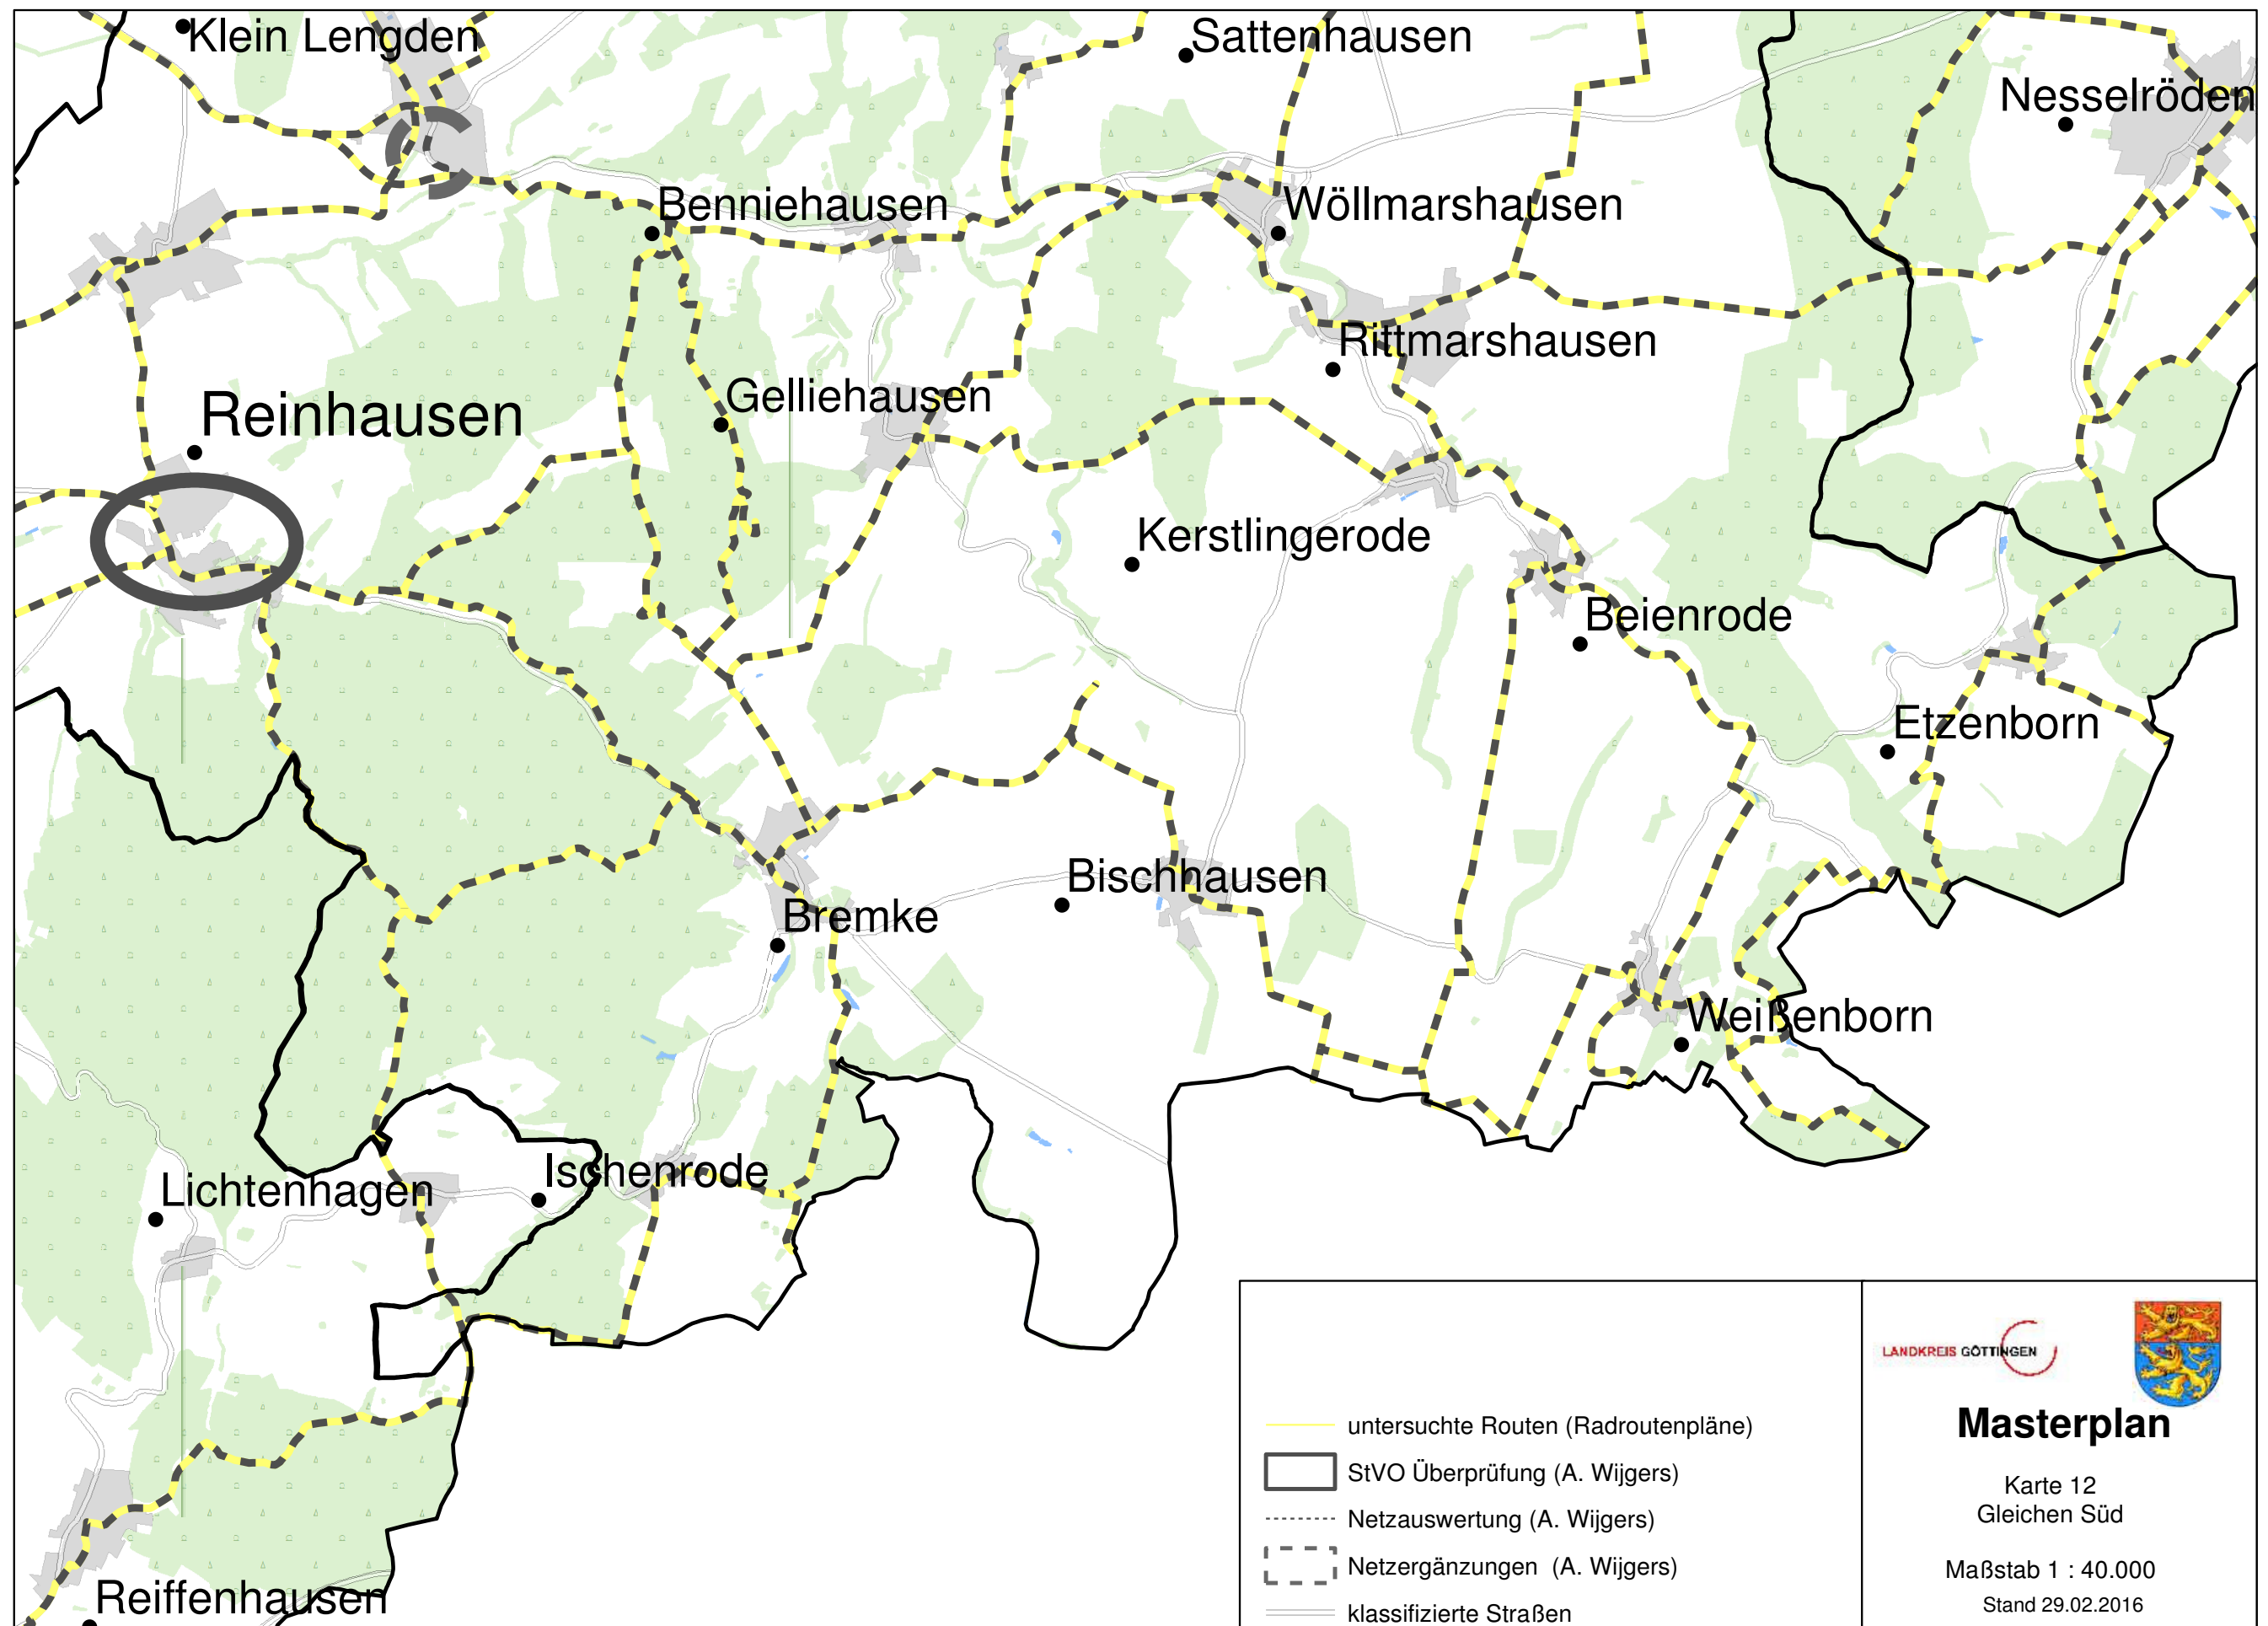 Klein Lengden
Sattenhausen
Nesselröden
Benniehausen
Wöllmarshausen
Rittmarshausen
Gelliehausen
Reinhausen
Kerstlingerode
Beienrode
Etzenborn
Bischhausen
Bremke
Weißenborn
Ischenrode
Lichtenhagen
Reiffenhausen
untersuchte Routen (Radroutenpläne)
StVO Überprüfung (A. Wijgers)
Netzauswertung (A. Wijgers)
Netzergänzungen (A. Wijgers)
klassifizierte Straßen
LANDKREIS GÖTTINGEN
Masterplan
Karte 12
Gleichen Süd
Maßstab 1 : 40.000
Stand 29.02.2016